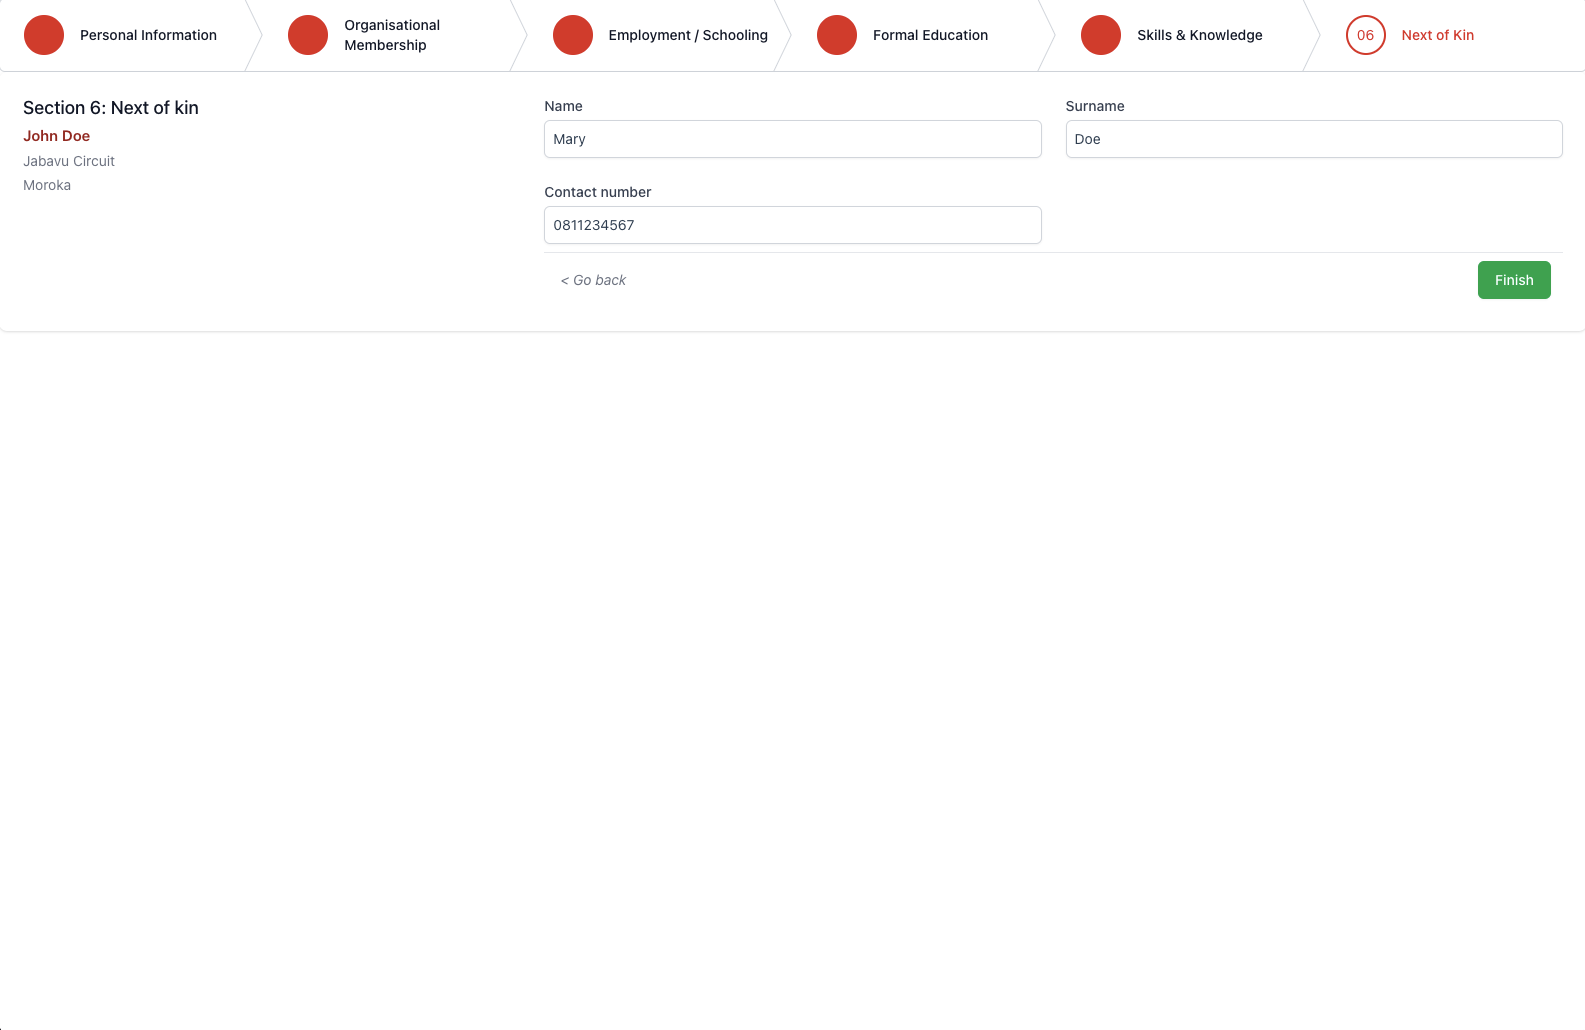 Personal Information
Organisational
Membership
Employment / Schooling
Formal Education
Skills & Knowledge
06
Next of Kin
Section 6: Next of kin
John Doe
Jabavu Circuit
Moroka
Name
Mary
Surname
Doe
Contact number
0811234567
< Go back
Finish